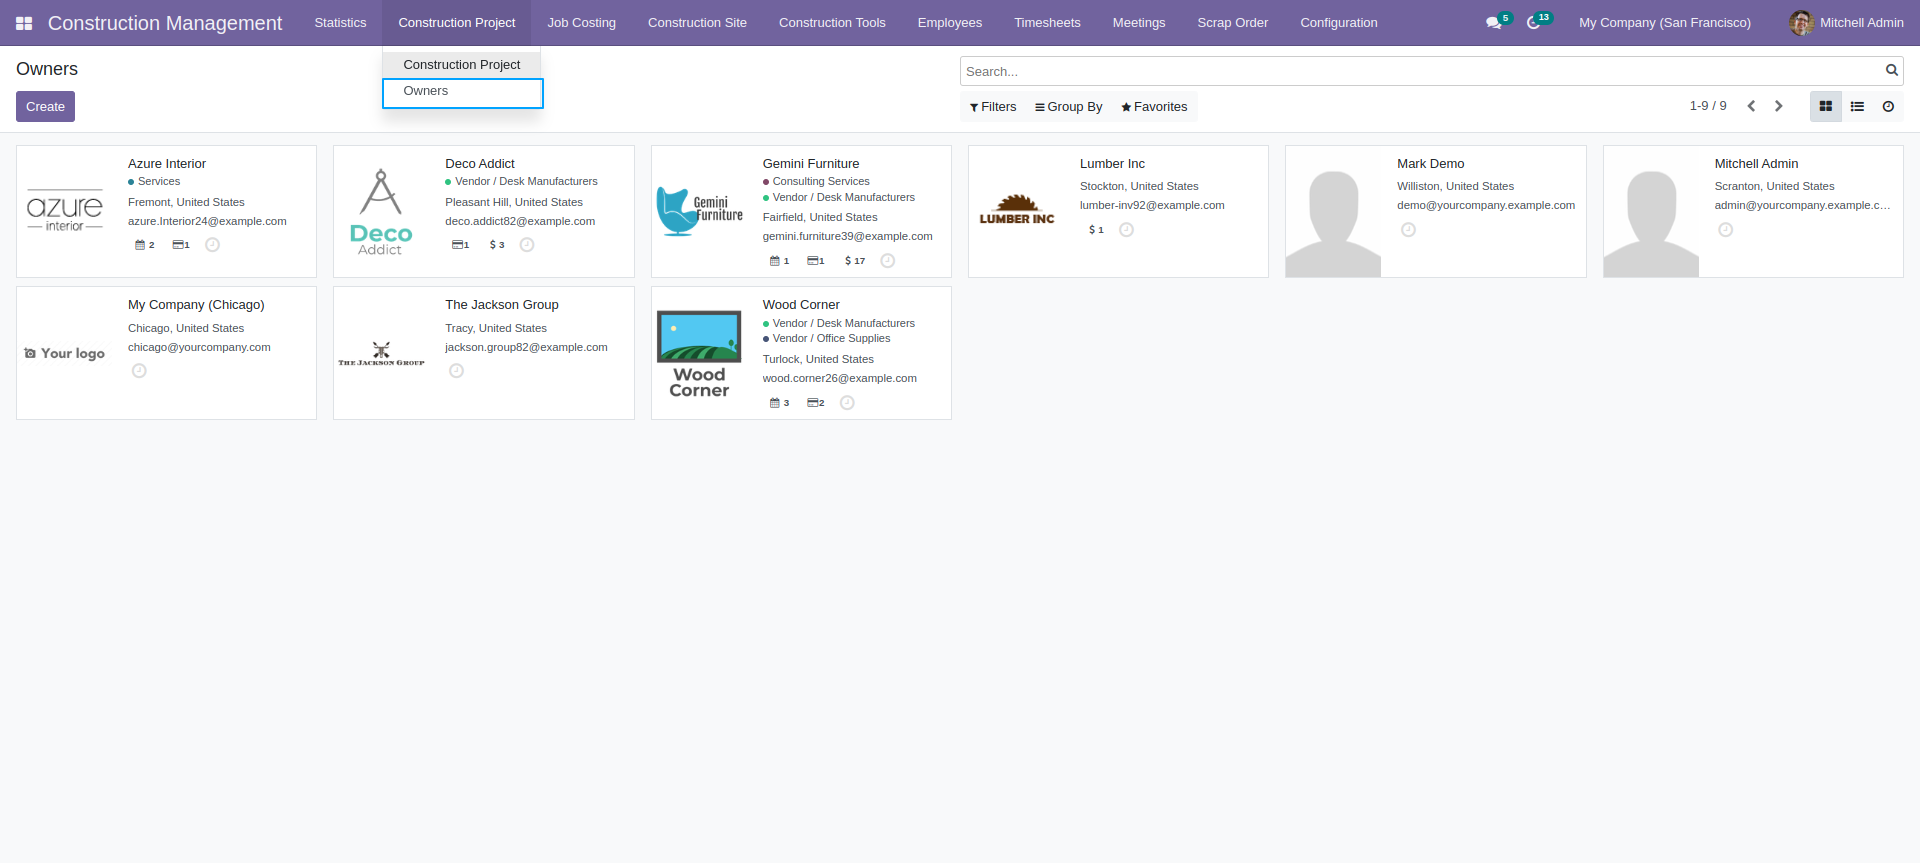 Construction Management
Statistics
Construction Project
Job Costing
Construction Site
Construction Tools
Employees
Timesheets
Meetings
Scrap Order
Configuration
5
13
My Company (San Francisco)
Mitchell Admin
Owners
Construction Project
Owners
Search...
Create
Filters
Group By
Favorites
1-9 / 9
azure
interior
Azure Interior
Services
Fremont, United States
azure.Interior24@example.com
2
1
Deco
Addict
Deco Addict
Vendor / Desk Manufacturers
Pleasant Hill, United States
deco.addict82@example.com
1
$ 3
Gemini
Furniture
Gemini Furniture
Consulting Services
Vendor / Desk Manufacturers
Fairfield, United States
gemini.furniture39@example.com
1
1
$ 17
LUMBER INC
Lumber Inc
Stockton, United States
lumber-inv92@example.com
$ 1
Mark Demo
Williston, United States
demo@yourcompany.example.com
Mitchell Admin
Scranton, United States
admin@yourcompany.example.c...
Your logo
My Company (Chicago)
Chicago, United States
chicago@yourcompany.com
THE JACKSON GROUP
The Jackson Group
Tracy, United States
jackson.group82@example.com
Wood
Corner
Wood Corner
Vendor / Desk Manufacturers
Vendor / Office Supplies
Turlock, United States
wood.corner26@example.com
3
2